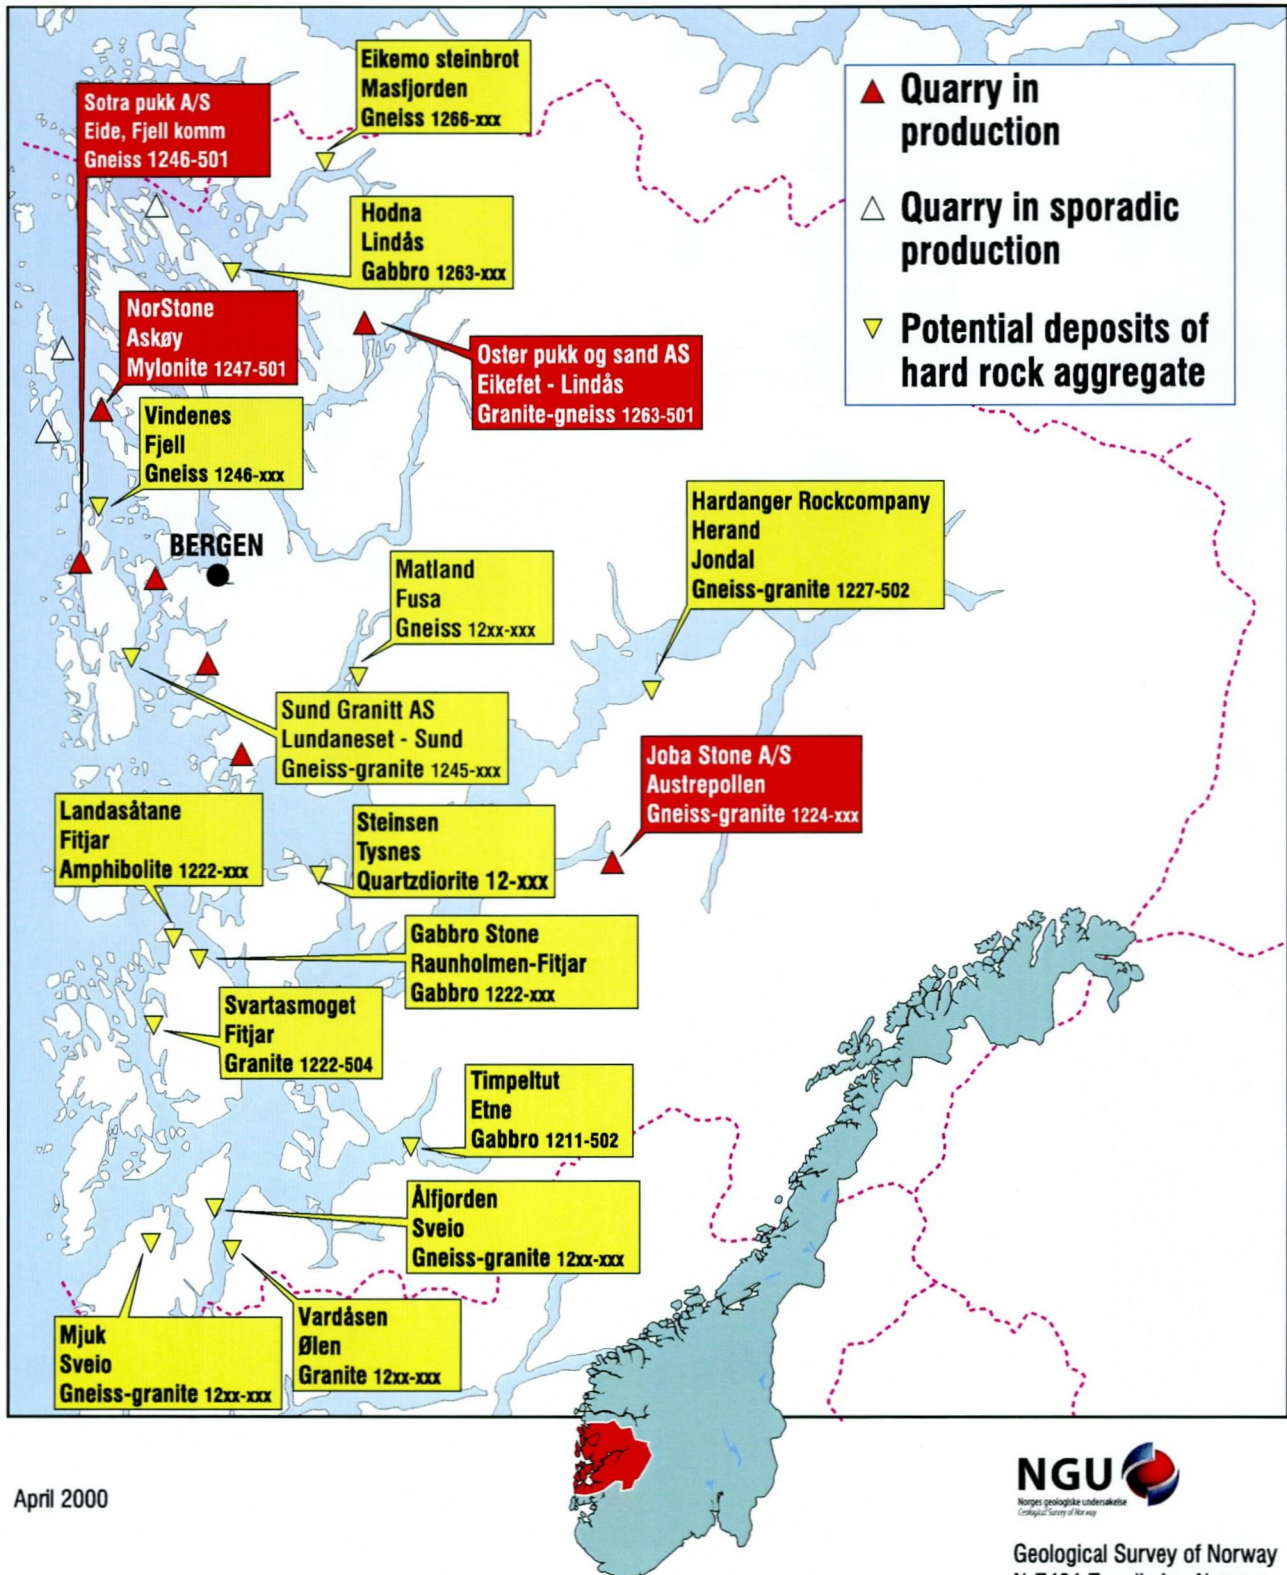 Eikemo steinbrot
Masfjorden
Gneiss 1266-xxx
Sotra pukk A/S
Eide, Fjell komm
Gneiss 1246-501
Quarry in
production
Quarry in sporadic
production
Potential deposits of
hard rock aggregate
Hodna
Lindås
Gabbro 1263-xxx
NorStone
Askøy
Mylonite 1247-501
Oster pukk og sand AS
Eikefet - Lindås
Granite-gneiss 1263-501
Vindenes
Fjell
Gneiss 1246-xxx
BERGEN
Hardanger Rockcompany
Herand
Jondal
Gneiss-granite 1227-502
Matland
Fusa
Gneiss 12xx-xxx
Sund Granitt AS
Lundaneset - Sund
Gneiss-granite 1245-xxx
Joba Stone A/S
Austrepollen
Gneiss-granite 1224-xxx
Landasåtane
Fitjar
Amphibolite 1222-xxx
Steinsen
Tysnes
Quartzdiorite 12-xxx
Gabbro Stone
Raunholmen-Fitjar
Gabbro 1222-xxx
Svartasmoget
Fitjar
Granite 1222-504
Timpeltut
Etne
Gabbro 1211-502
Ålfjorden
Sveio
Gneiss-granite 12xx-xxx
Vardåsen
Ølen
Granite 12xx-xxx
Mjuk
Sveio
Gneiss-granite 12xx-xxx
April 2000
NGU
Norges geologiske undersøkelse
Geological Survey of Norway
Geological Survey of Norway